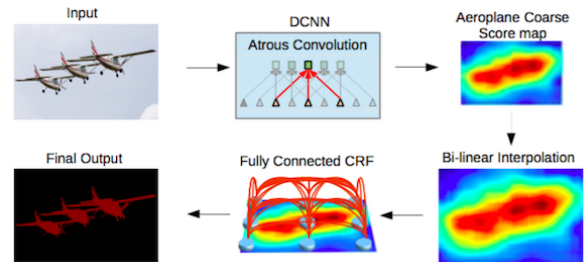 Input
DCNN
Atrous Convolution
Aeroplane Coarse
Score map
Final Output
Fully Connected CRF
Bi-linear Interpolation